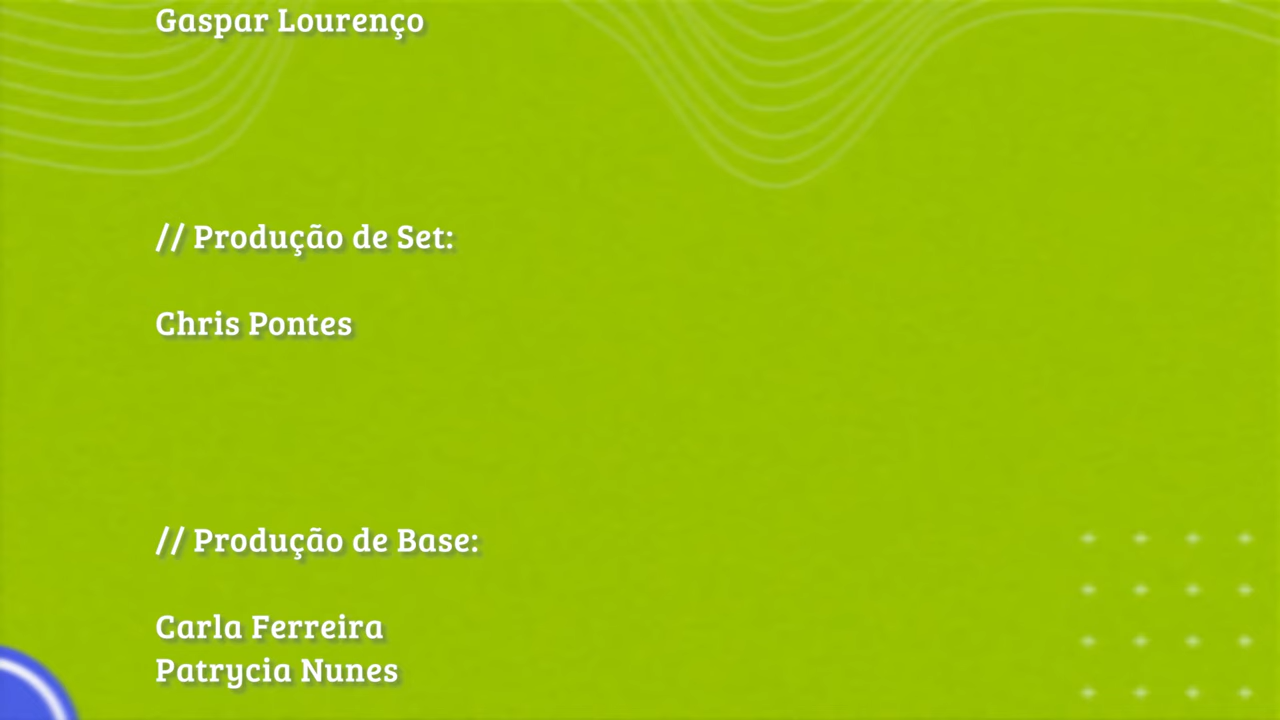 Gaspar Lourenço
// Produção de Set:
Chris Pontes
// Produção de Base:
Carla Ferreira
Patrycia Nunes